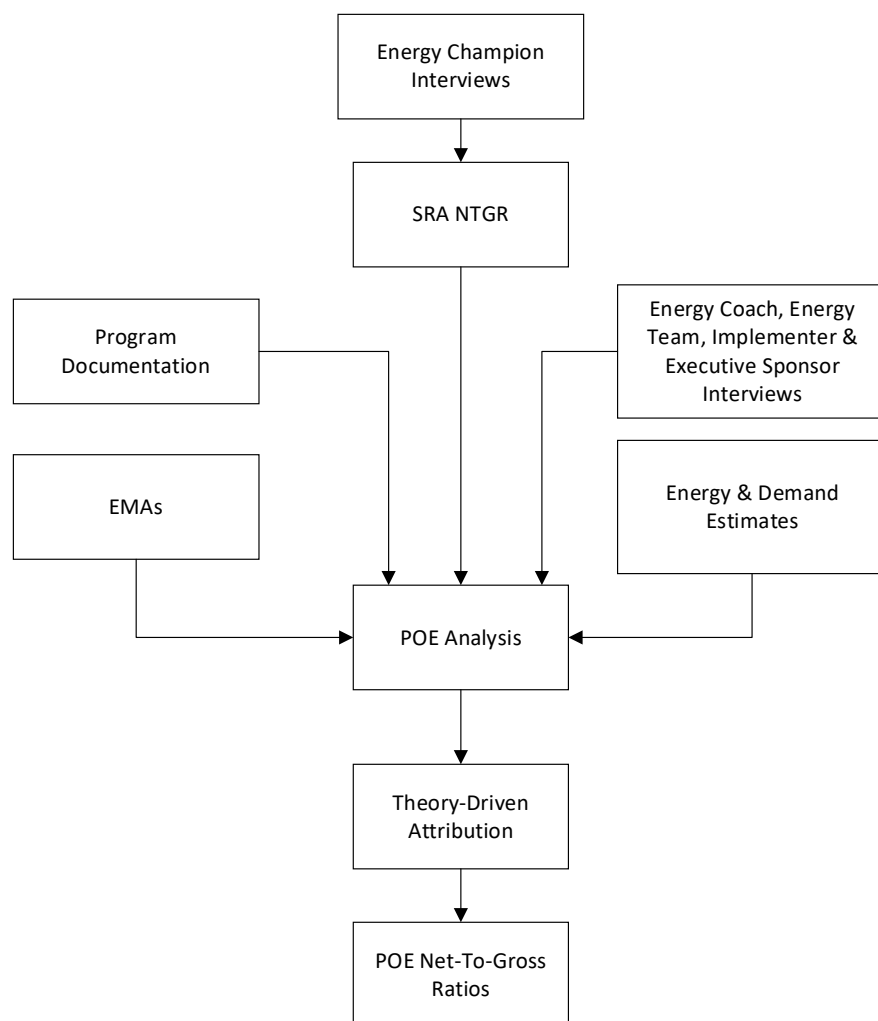 Energy Champion
Interviews
SRA NTGR
Program
Documentation
Energy Coach, Energy
Team, Implementer &
Executive Sponsor
Interviews
EMAs
Energy & Demand
Estimates
POE Analysis
Theory-Driven
Attribution
POE Net-To-Gross
Ratios